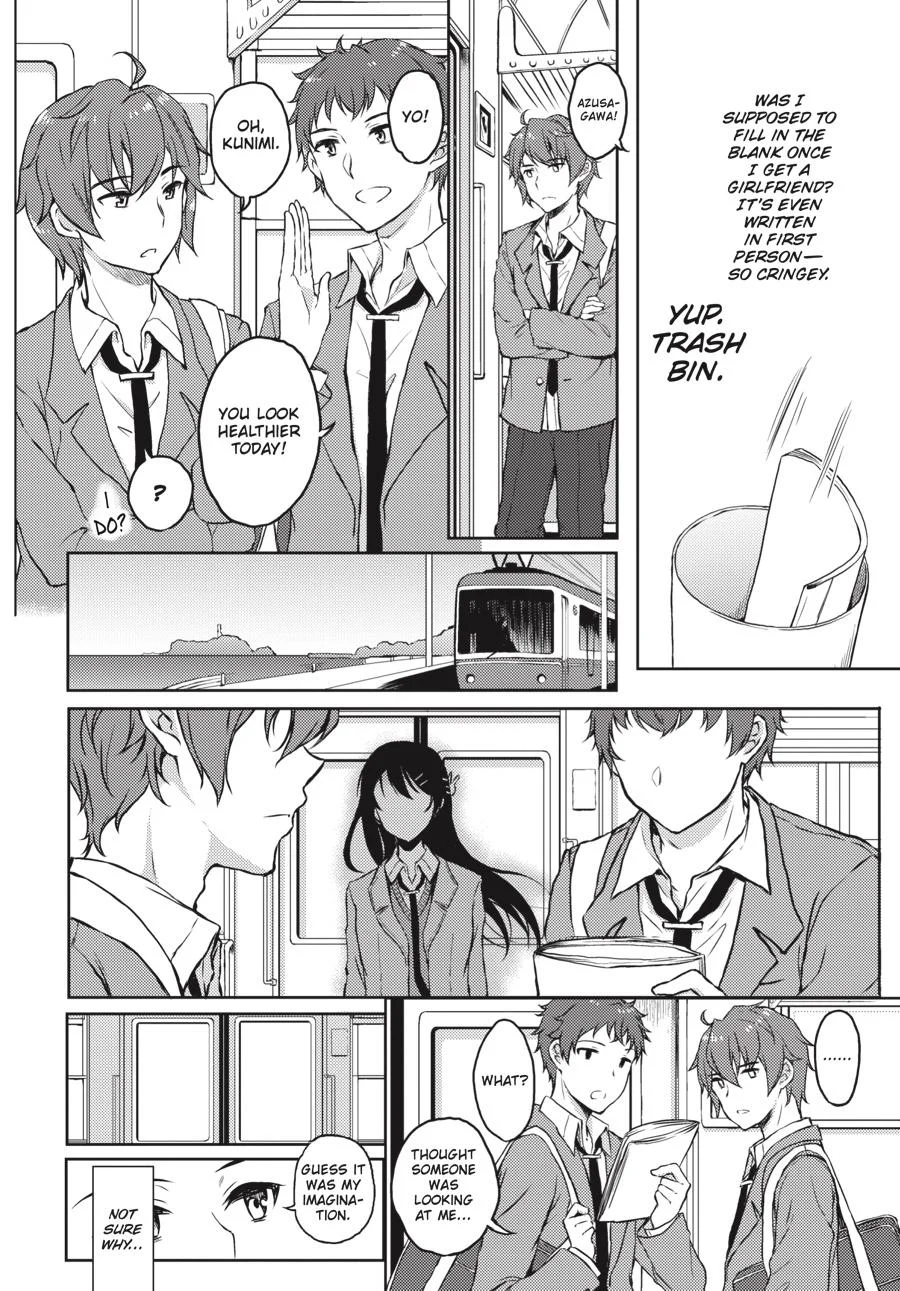 WAS I
SUPPOSED TO
FILL IN THE
BLANK ONCE
I GET A
GIRLFRIEND?
IT'S EVEN
WRITTEN
IN FIRST
PERSON—
SO CRINGEY.
YUP.
TRASH
BIN.
AZUSA-
GAWA!
YO!
OH,
KUNIMI.
YOU LOOK
HEALTHIER
TODAY!
?
I
DO?
......
WHAT?
THOUGHT
SOMEONE
WAS
LOOKING
AT ME...
GUESS IT
WAS MY
IMAGINA-
TION.
NOT
SURE
WHY...